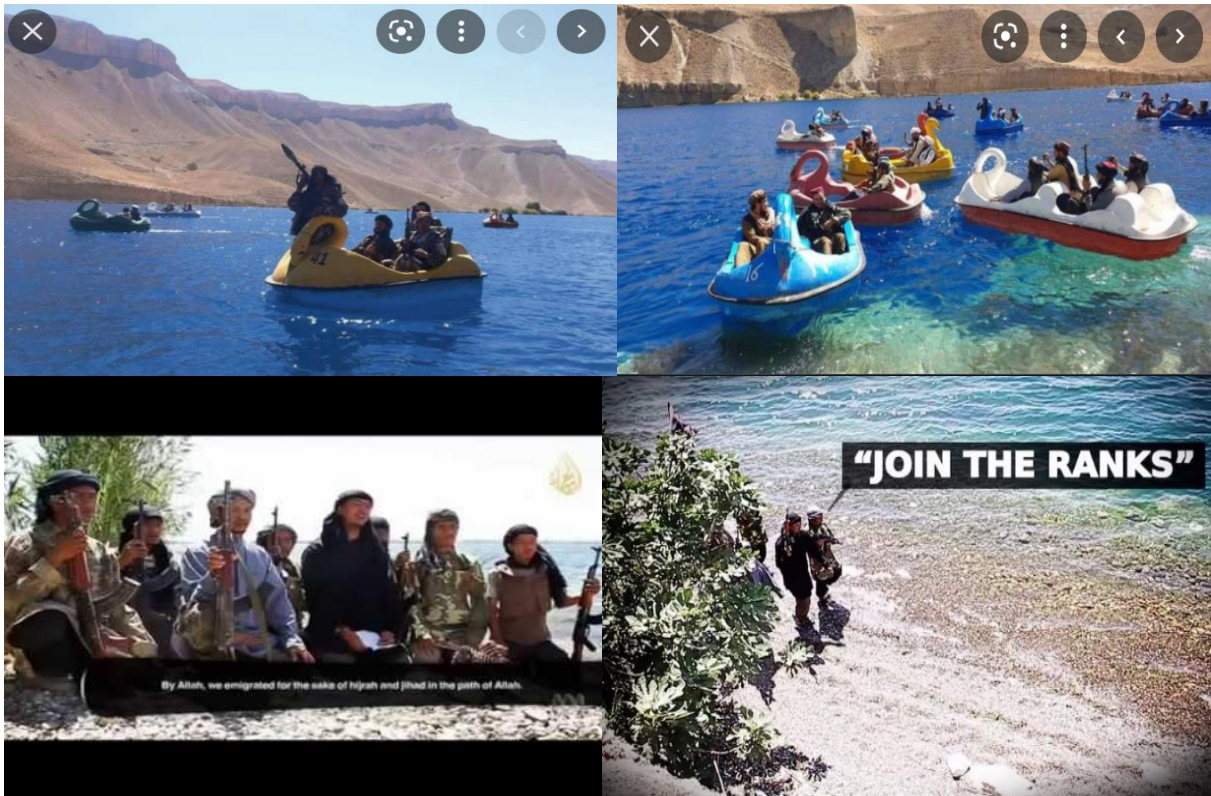 41
16
By Allah, we emigrated for the sake of hijrah and jihad in the path of Allah.
“JOIN THE RANKS”